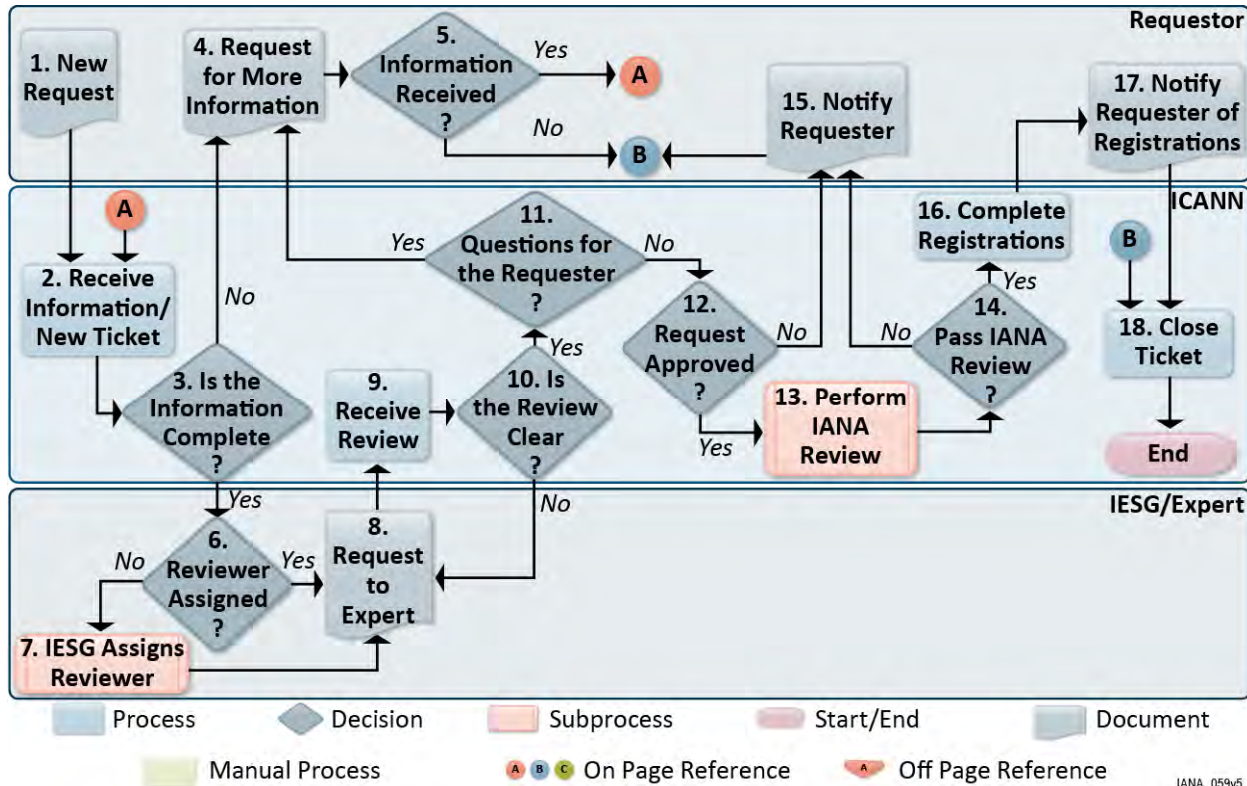 Requestor
1. New
Request
4. Request
for More
Information
5.
Information
Received
?
Yes
A
No
B
15. Notify
Requester
17. Notify
Requester of
Registrations
ICANN
A
2. Receive
Information/
New Ticket
No
3. Is the
Information
Complete
?
Yes
9.
Receive
Review
Yes
11.
Questions for
the Requester
?
No
Yes
10. Is
the Review
Clear
?
No
12.
Request
Approved
?
No
Yes
13. Perform
IANA
Review
16. Complete
Registrations
Yes
14.
Pass IANA
Review
?
No
B
18. Close
Ticket
End
IESG/Expert
6.
Reviewer
Assigned
?
No
Yes
7. IESG Assigns
Reviewer
8.
Request
to
Expert
Process
Decision
Subprocess
Start/End
Document
Manual Process
A B C On Page Reference
A Off Page Reference
IANA_059v5